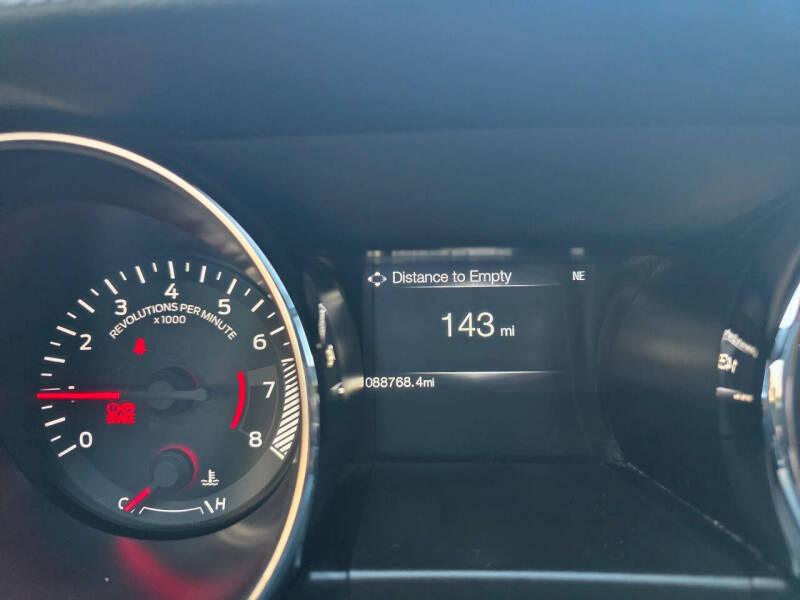 Distance to Empty NE
143 mi
088768.4mi
0 2 3 4 5 6 7 8
REVOLUTIONS PER MINUTE
x1000
BRAKE
C H